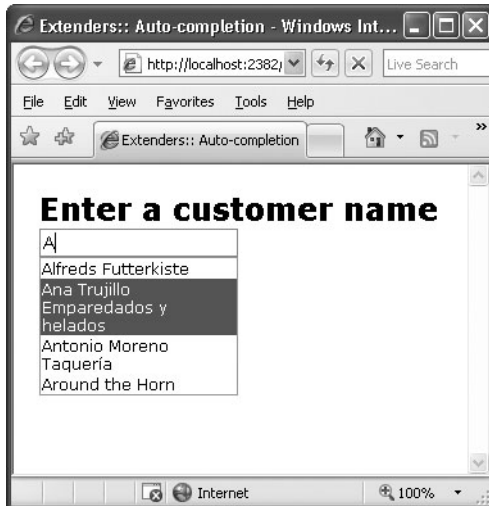 Extenders:: Auto-completion - Windows Int...
http://localhost:2382/
Live Search
File Edit View Favorites Tools Help
Extenders:: Auto-completion
»
Enter a customer name
A
Alfreds Futterkiste
Ana Trujillo
Emparedados y
helados
Antonio Moreno
Taquería
Around the Horn
Internet
100%